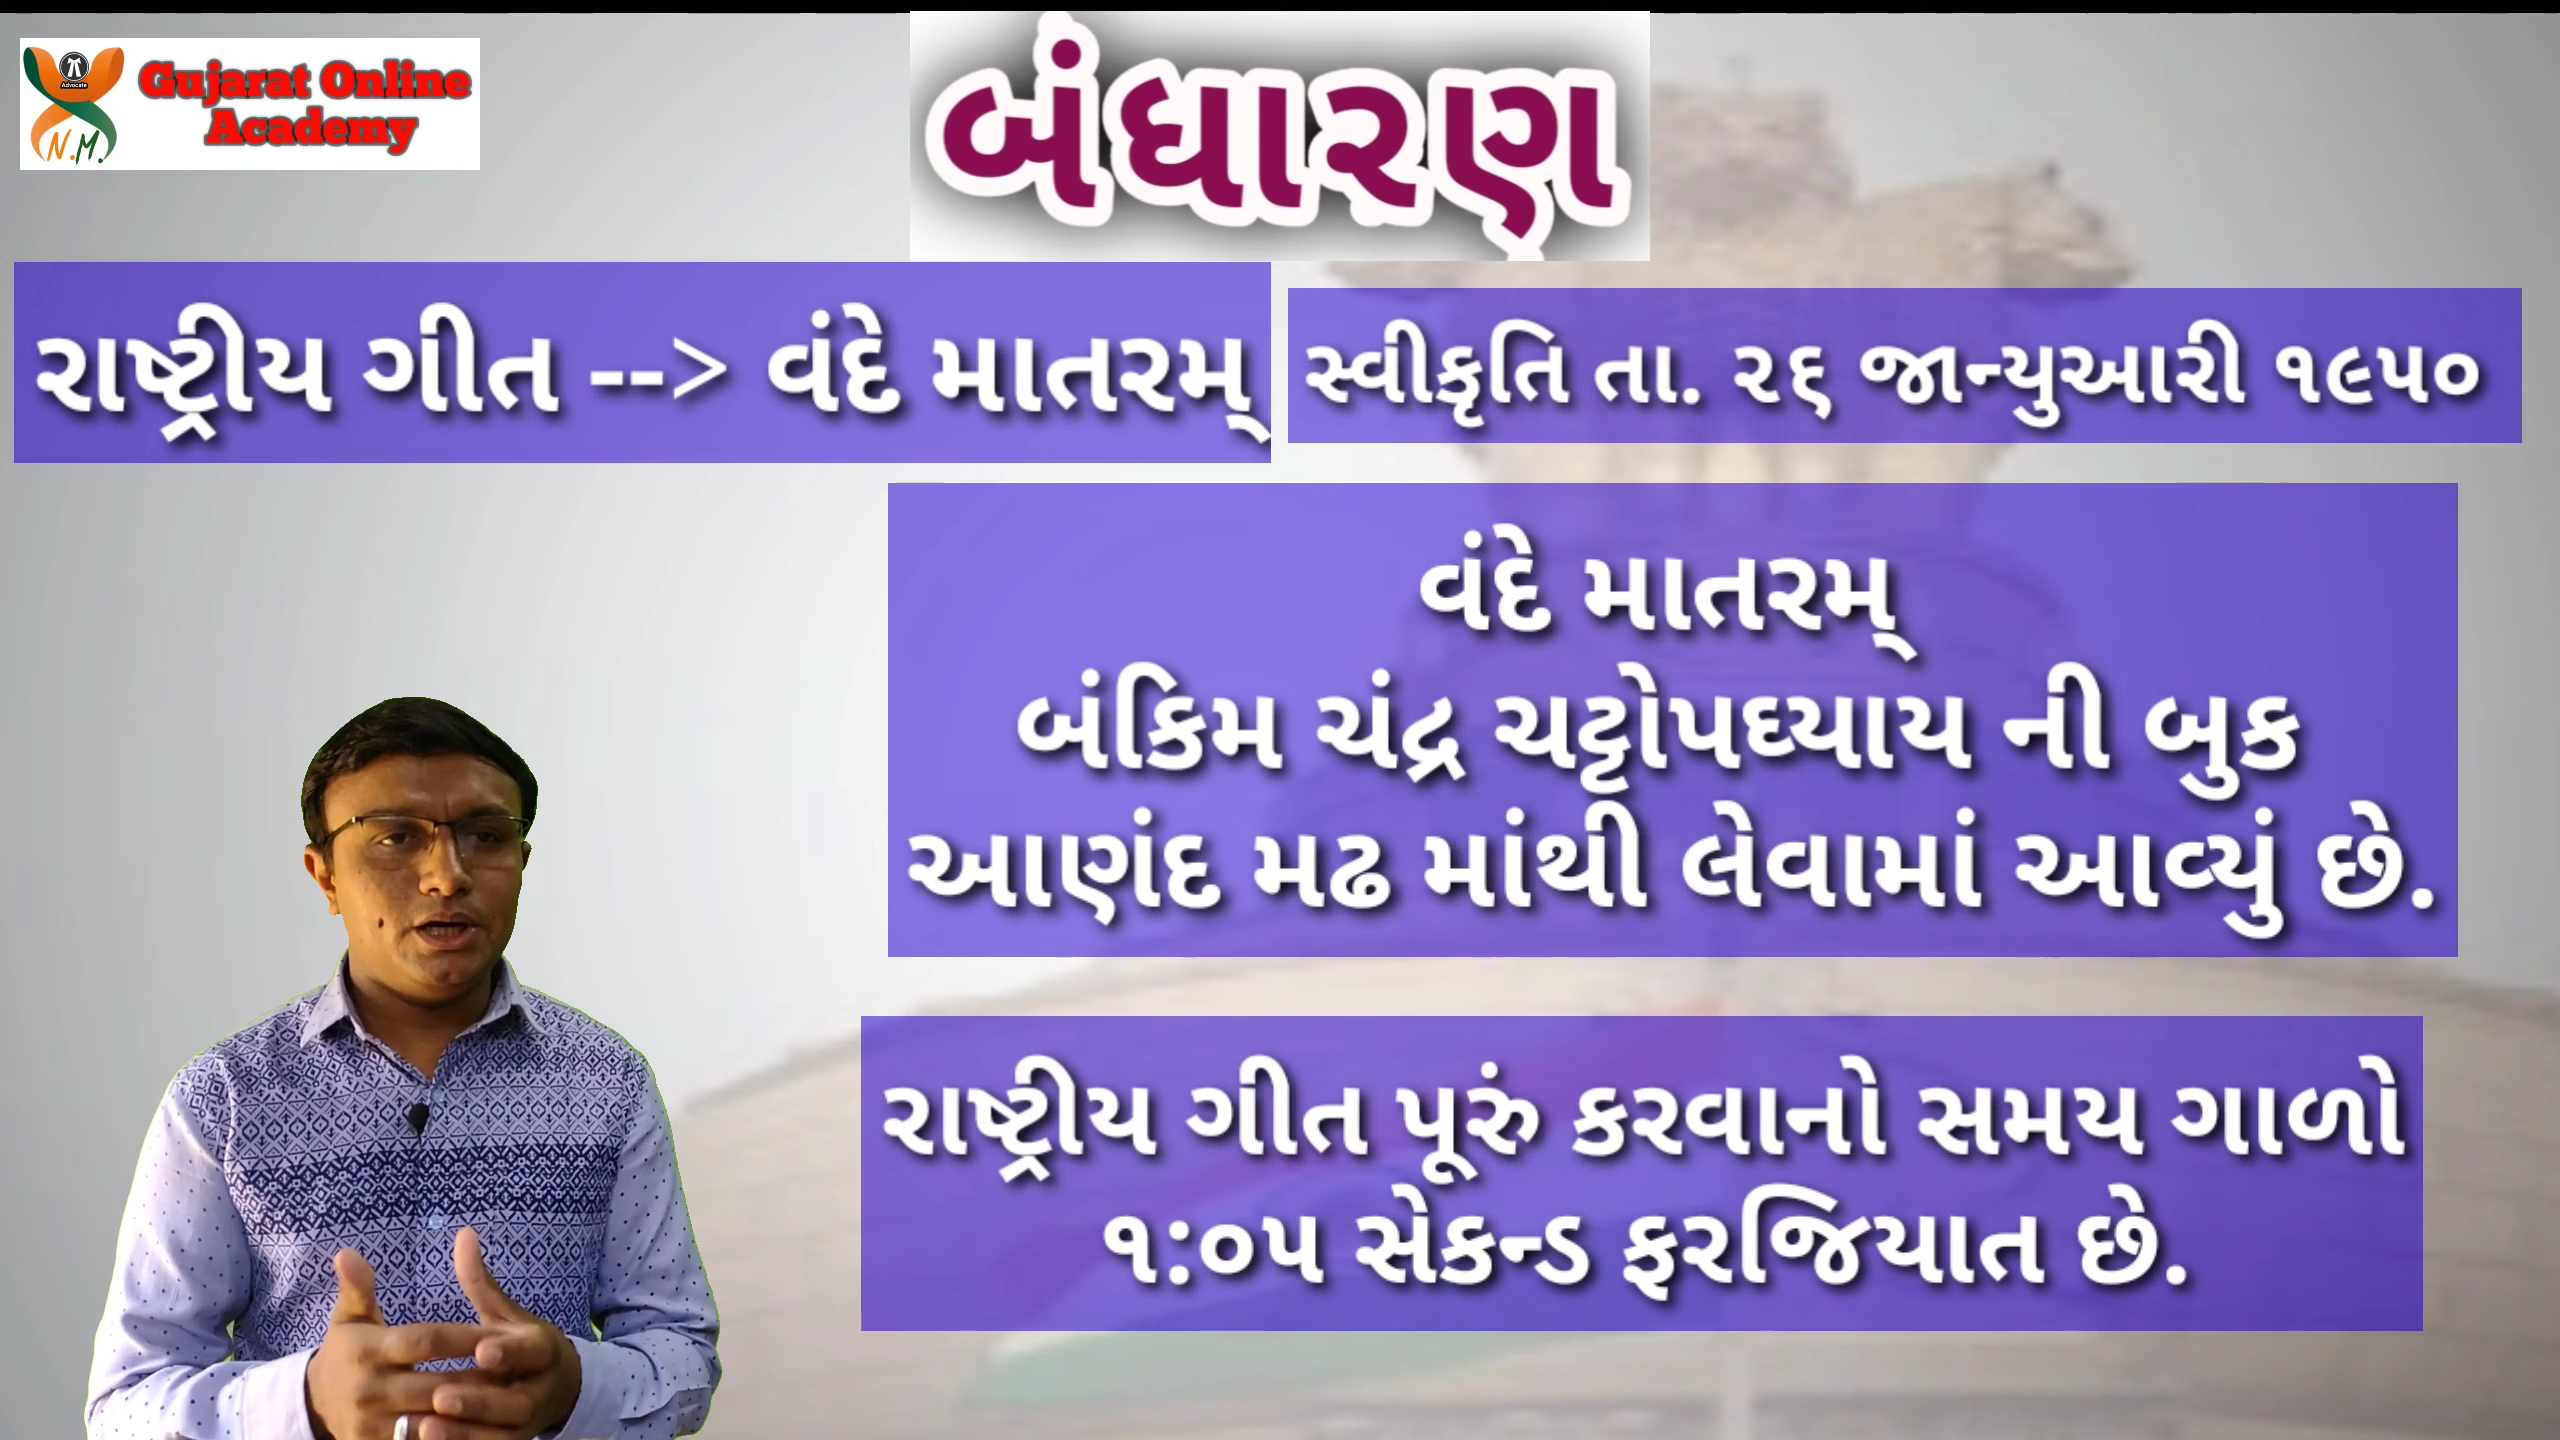 Advocate
N.M.
Gujarat Online
Academy
બંધારણ
રાષ્ટ્રીય ગીત --> વંદે માતરમ્
સ્વીકૃતિ તા. ૨૬ જાન્યુઆરી ૧૯૫૦
વંદે માતરમ્
બંકિમ ચંદ્ર ચટ્ટોપધ્યાય ની બુક
આણંદ મઢ માંથી લેવામાં આવ્યું છે.
રાષ્ટ્રીય ગીત પૂરું કરવાનો સમય ગાળો
૧:૦૫ સેકન્ડ ફરજિયાત છે.